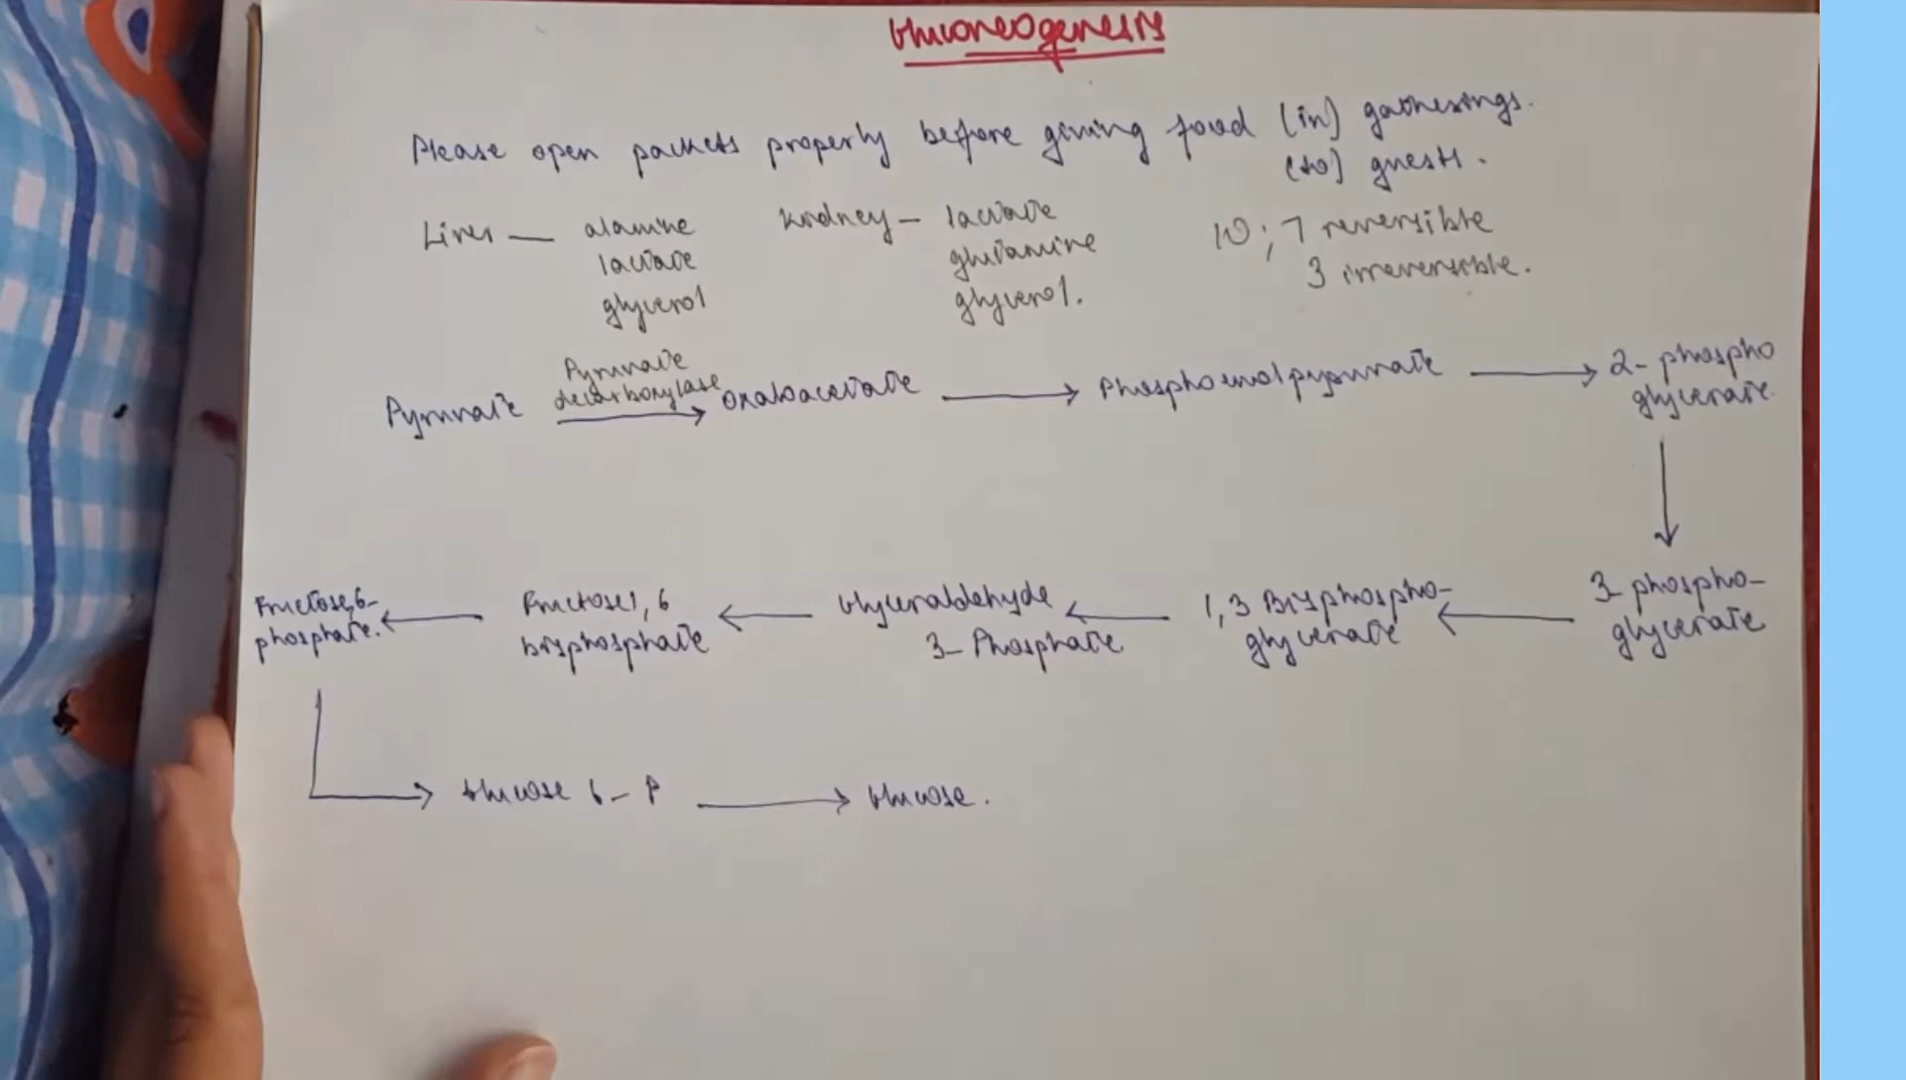 Gluconeogenesis
Please open packets properly before giving food (in) gatherings.
(to) guests.
Liver — alanine
lactate
glycerol
Kidney — lactate
glutamine
glycerol.
10; 7 reversible
3 irreversible.
Pyruvate
Pyruvate
decarboxylase
Oxaloacetate
Phosphoenolpyruvate
2- phospho
glycerate
3- phospho-
glycerate
1,3 Bisphospho-
glycerate
Glyceraldehyde
3- Phosphate
Fructose 1,6
bisphosphate
Fructose 6-
phosphate.
Glucose 6- P
Glucose.